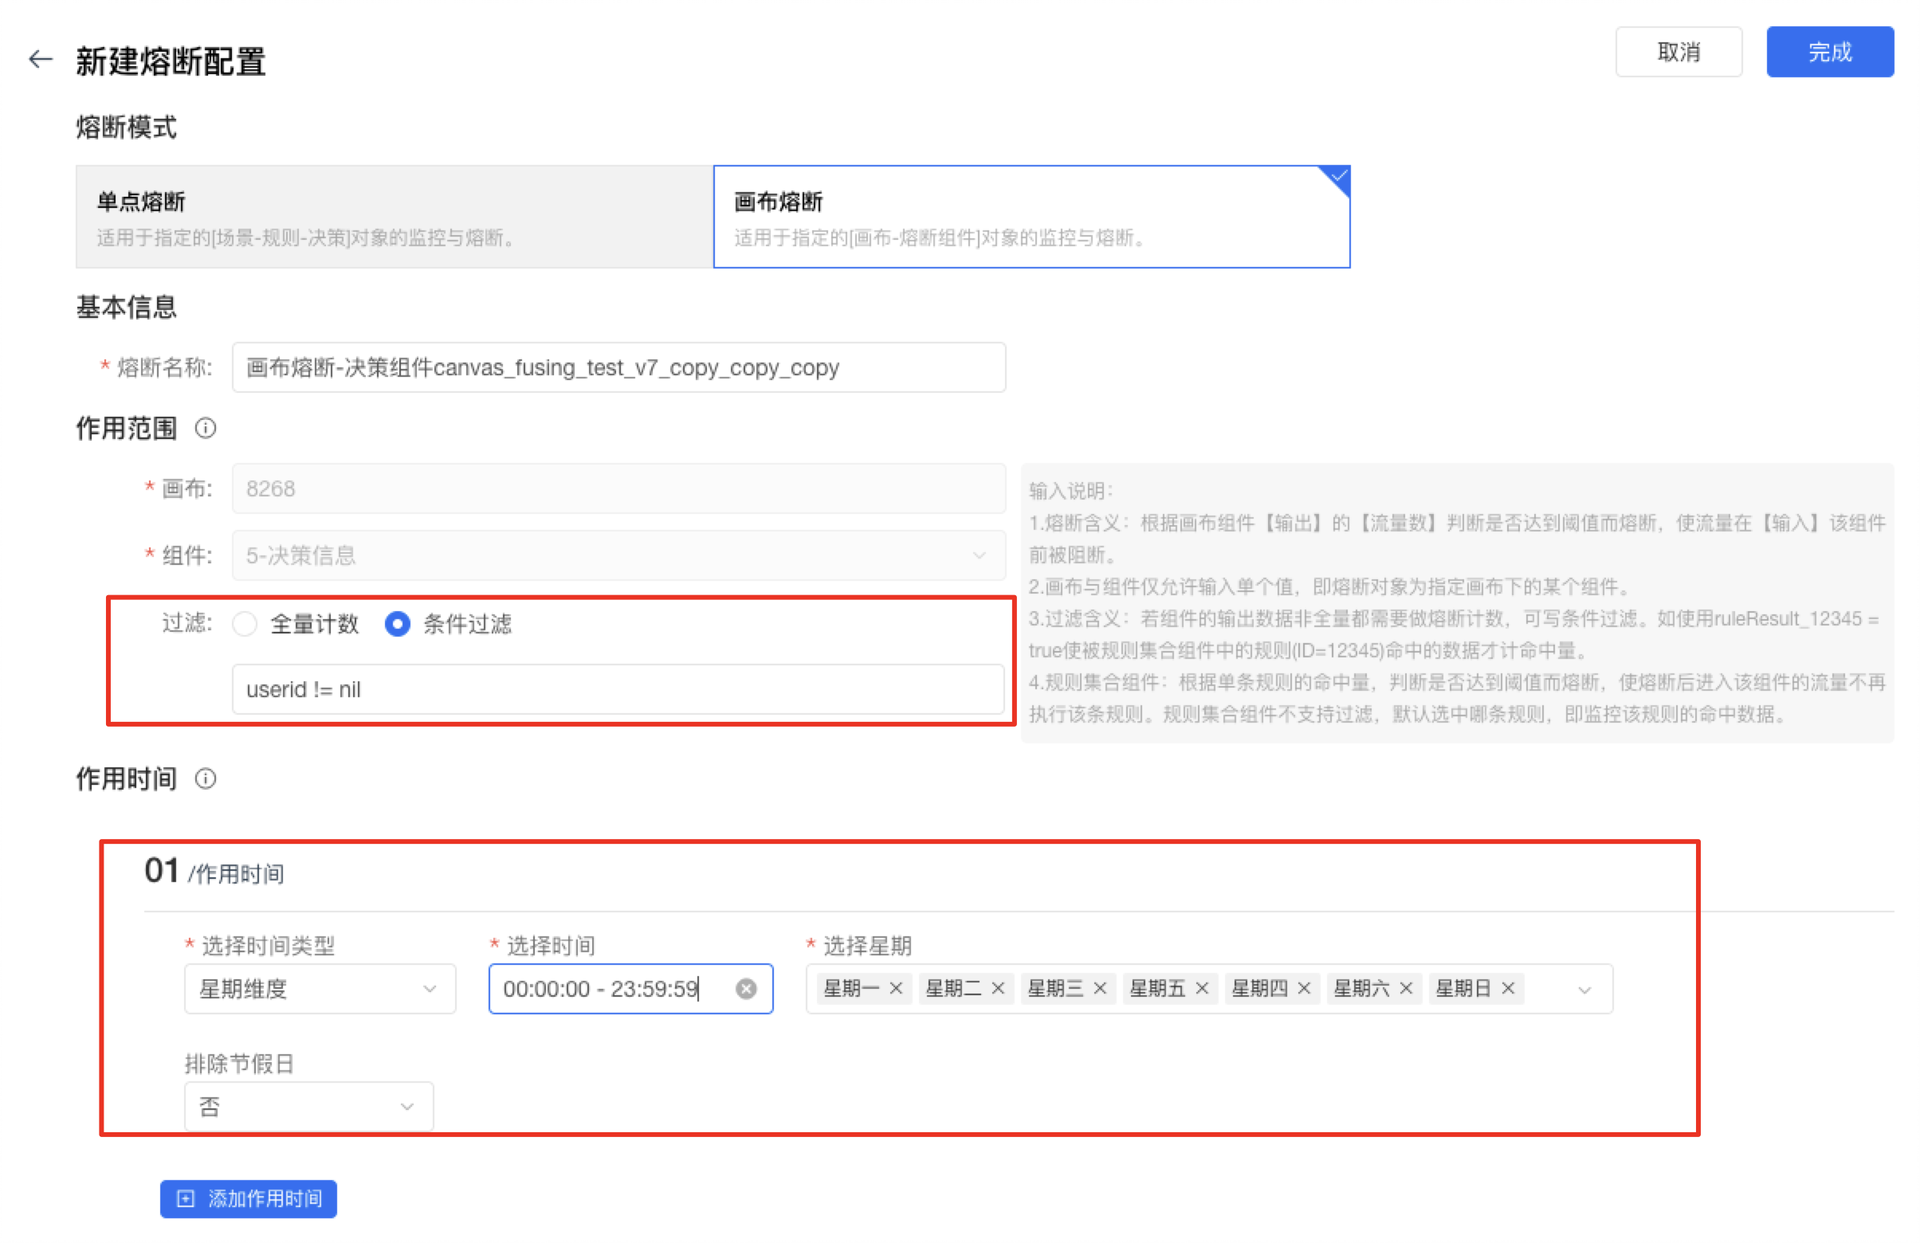 新建熔断配置
取消
完成
熔断模式
单点熔断
适用于指定的[场景-规则-决策]对象的监控与熔断。
画布熔断
适用于指定的[画布-熔断组件]对象的监控与熔断。
基本信息
* 熔断名称: 画布熔断-决策组件canvas_fusing_test_v7_copy_copy_copy
作用范围
* 画布: 8268
* 组件: 5-决策信息
过滤: 全量计数 条件过滤
userid != nil
输入说明：
1.熔断含义：根据画布组件【输出】的【流量数】判断是否达到阈值而熔断，使流量在【输入】该组件
前被阻断。
2.画布与组件仅允许输入单个值，即熔断对象为指定画布下的某个组件。
3.过滤含义：若组件的输出数据非全量都需要做熔断计数，可写条件过滤。如使用ruleResult_12345 =
true使被规则集合组件中的规则(ID=12345)命中的数据才计命中量。
4.规则集合组件：根据单条规则的命中量，判断是否达到阈值而熔断，使熔断后进入该组件的流量不再
执行该条规则。规则集合组件不支持过滤，默认选中哪条规则，即监控该规则的命中数据。
作用时间
01 /作用时间
* 选择时间类型
星期维度
* 选择时间
00:00:00 - 23:59:59
* 选择星期
星期一 × 星期二 × 星期三 × 星期五 × 星期四 × 星期六 × 星期日 ×
排除节假日
否
添加作用时间